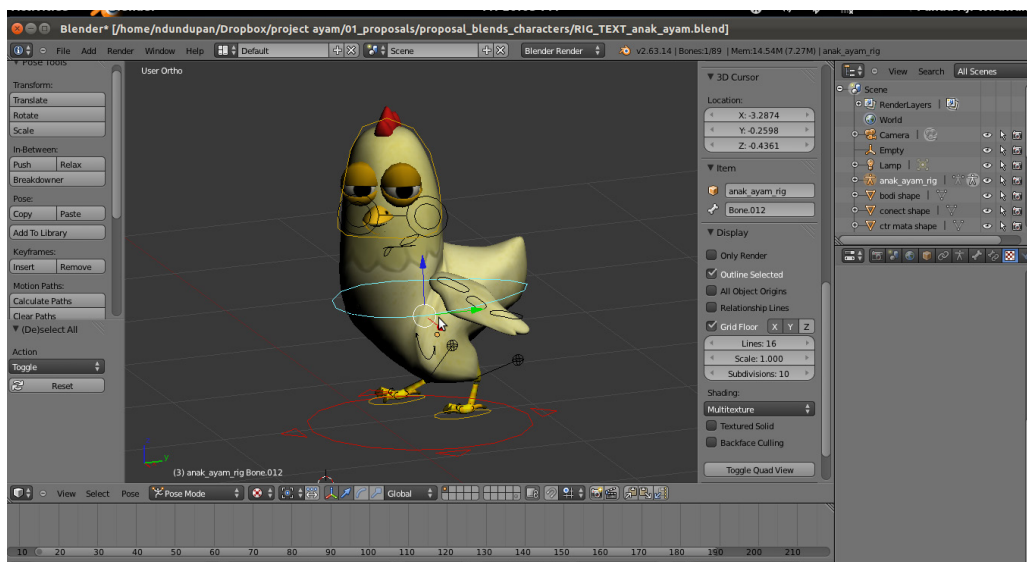 Blender* [/home/ndundupan/Dropbox/project ayam/01_proposals/proposal_blends_characters/RIG_TEXT_anak_ayam.blend]
File Add Render Window Help Default Scene Blender Render v2.63.14 | Bones:1/89 | Mem:14.54M (7.27M) | anak_ayam_rig
Pose Tools
Transform:
Translate
Rotate
Scale
In-Between:
Push Relax
Breakdowner
Pose:
Copy Paste
Add To Library
Keyframes:
Insert Remove
Motion Paths:
Calculate Paths
Clear Paths
(De)select All
Action
Toggle
Reset
User Ortho
Z
Y
(3) anak_ayam_rig Bone.012
3D Cursor
Location:
X: -3.2874
Y: -0.2598
Z: -0.4361
Item
anak_ayam_rig
Bone.012
Display
Only Render
Outline Selected
All Object Origins
Relationship Lines
Grid Floor X Y Z
Lines: 16
Scale: 1.000
Subdivisions: 10
Shading:
Multitexture
Textured Solid
Backface Culling
Toggle Quad View
View Search All Scenes
Scene
RenderLayers |
World
Camera |
Empty
Lamp |
anak_ayam_rig |
bodi shape |
conect shape |
ctr mata shape |
View Select Pose Pose Mode Global
10 20 30 40 50 60 70 80 90 100 110 120 130 140 150 160 170 180 190 200 210